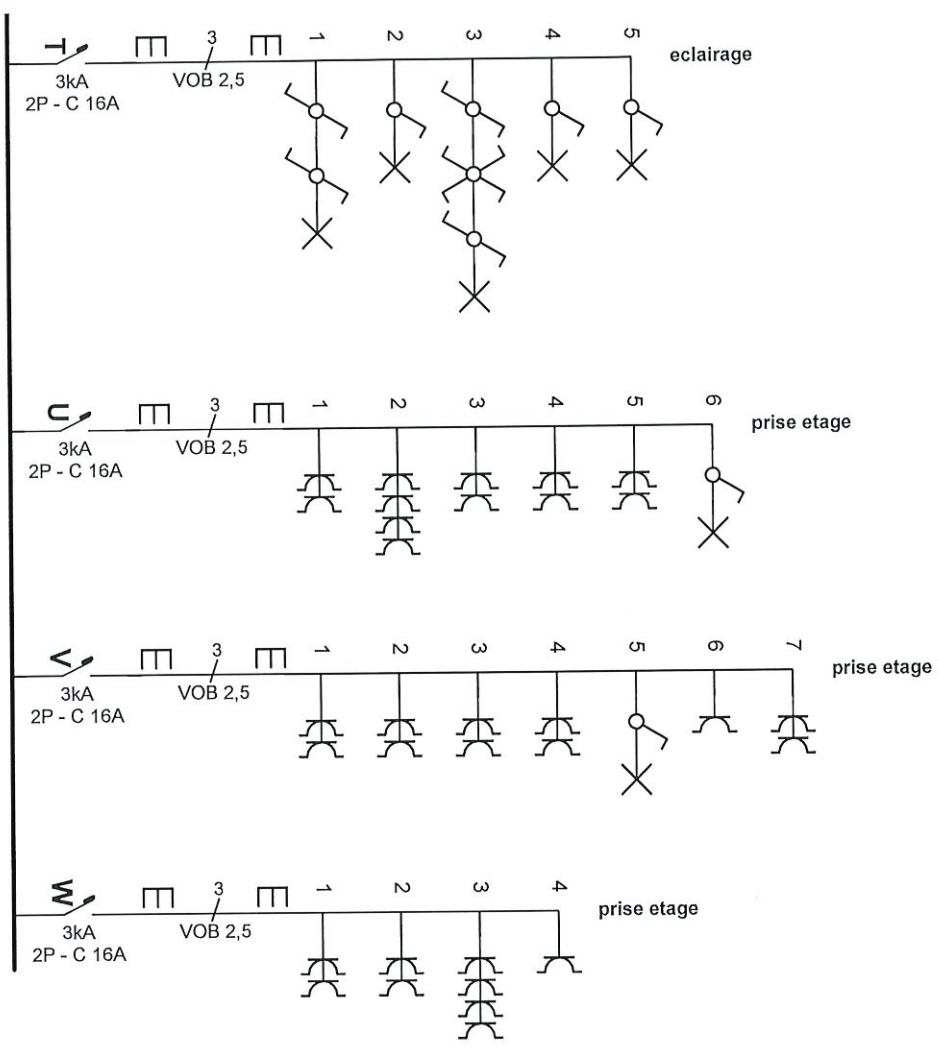 T 3 1 2 3 4 5 eclairage
3kA VOB 2,5
2P - C 16A
U 3 1 2 3 4 5 6 prise etage
3kA VOB 2,5
2P - C 16A
V 3 1 2 3 4 5 6 7 prise etage
3kA VOB 2,5
2P - C 16A
W 3 1 2 3 4 prise etage
3kA VOB 2,5
2P - C 16A